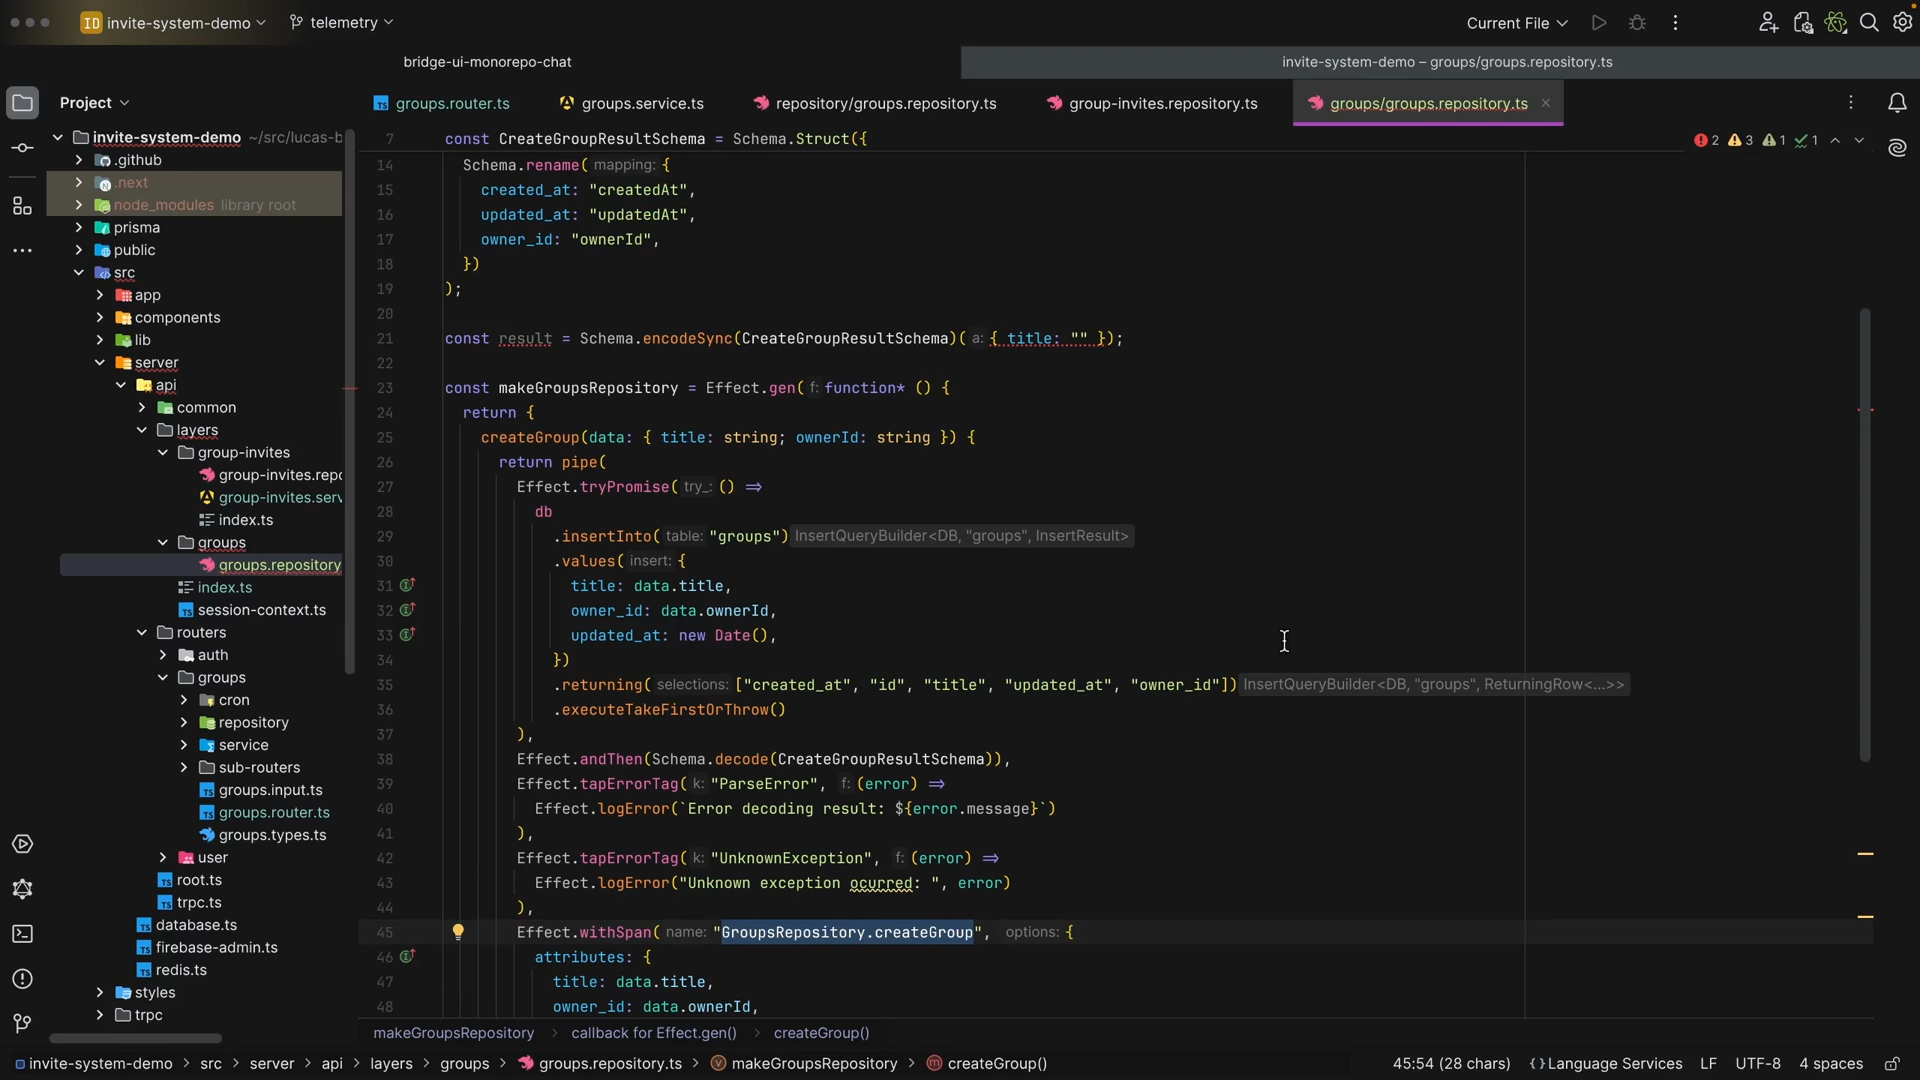 ID invite-system-demo telemetry Current File
bridge-ui-monorepo-chat invite-system-demo – groups/groups.repository.ts
Project groups.router.ts groups.service.ts repository/groups.repository.ts group-invites.repository.ts groups/groups.repository.ts
invite-system-demo ~/src/lucas-b
.github
.next
node_modules library root
prisma
public
src
app
components
lib
server
api
common
layers
group-invites
group-invites.repo
group-invites.serv
index.ts
groups
groups.repository
index.ts
session-context.ts
routers
auth
groups
cron
repository
service
sub-routers
groups.input.ts
groups.router.ts
groups.types.ts
user
root.ts
trpc.ts
database.ts
firebase-admin.ts
redis.ts
styles
trpc
2 3 1 1
7 const CreateGroupResultSchema = Schema.Struct({
14 Schema.rename( mapping: {
15 created_at: "createdAt",
16 updated_at: "updatedAt",
17 owner_id: "ownerId",
18 })
19 );
20
21 const result = Schema.encodeSync(CreateGroupResultSchema)( a: { title: "" });
22
23 const makeGroupsRepository = Effect.gen( f: function* () {
24 return {
25 createGroup(data: { title: string; ownerId: string }) {
26 return pipe(
27 Effect.tryPromise( try_: () =>
28 db
29 .insertInto( table: "groups") InsertQueryBuilder<DB, "groups", InsertResult>
30 .values( insert: {
31 title: data.title,
32 owner_id: data.ownerId,
33 updated_at: new Date(),
34 })
35 .returning( selections: ["created_at", "id", "title", "updated_at", "owner_id"]) InsertQueryBuilder<DB, "groups", ReturningRow<...>>
36 .executeTakeFirstOrThrow()
37 ),
38 Effect.andThen(Schema.decode(CreateGroupResultSchema)),
39 Effect.tapErrorTag( k: "ParseError", f: (error) =>
40 Effect.logError(`Error decoding result: ${error.message}`)
41 ),
42 Effect.tapErrorTag( k: "UnknownException", f: (error) =>
43 Effect.logError("Unknown exception ocurred: ", error)
44 ),
45 Effect.withSpan( name: "GroupsRepository.createGroup", options: {
46 attributes: {
47 title: data.title,
48 owner_id: data.ownerId,
makeGroupsRepository > callback for Effect.gen() > createGroup()
invite-system-demo > src > server > api > layers > groups > groups.repository.ts > makeGroupsRepository > createGroup() 45:54 (28 chars) {} Language Services LF UTF-8 4 spaces